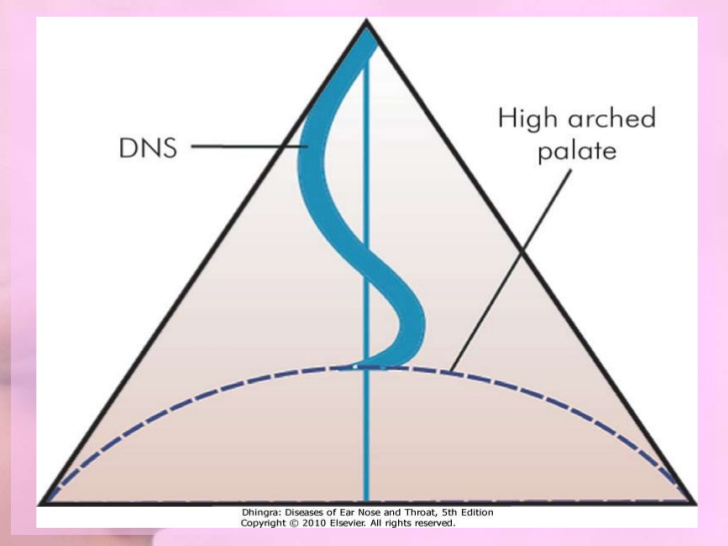 High arched
palate
DNS
Dhingra: Diseases of Ear Nose and Throat, 5th Edition
Copyright © 2010 Elsevier. All rights reserved.